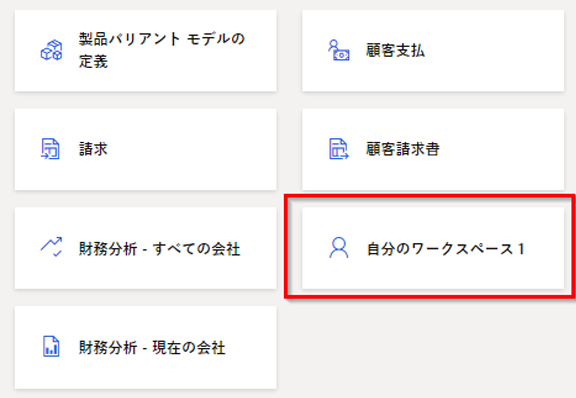 製品バリアント モデルの
定義
顧客支払
請求
顧客請求書
財務分析 - すべての会社
自分のワークスペース 1
財務分析 - 現在の会社